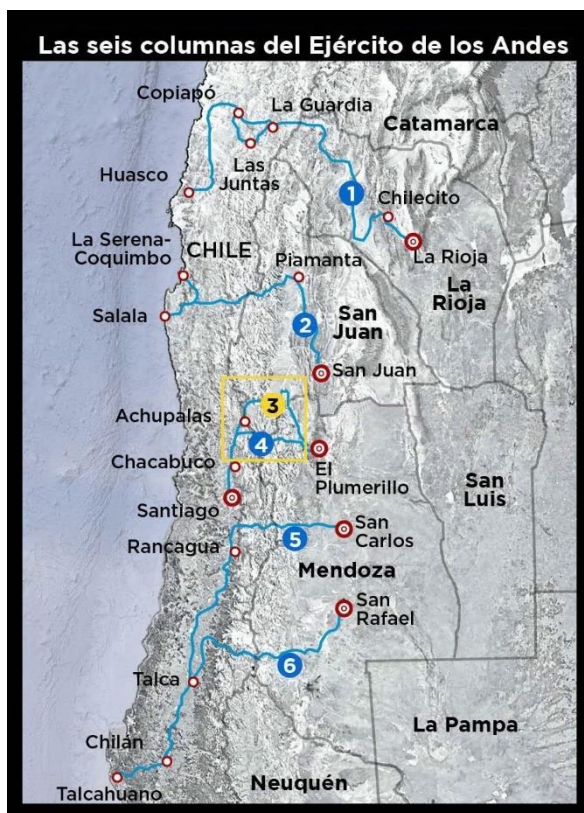 Las seis columnas del Ejército de los Andes
Copiapó
La Guardia
Catamarca
Las
Juntas
Huasco
1
Chilecito
La Serena-
Coquimbo
CHILE
Piamanta
La Rioja
La
Rioja
Salala
2
San
Juan
San Juan
3
Achupalas
4
Chacabuco
El
Plumerillo
San
Luis
Santiago
Rancagua
5
San
Carlos
Mendoza
San
Rafael
6
Talca
La Pampa
Chilán
Talcahuano
Neuquén